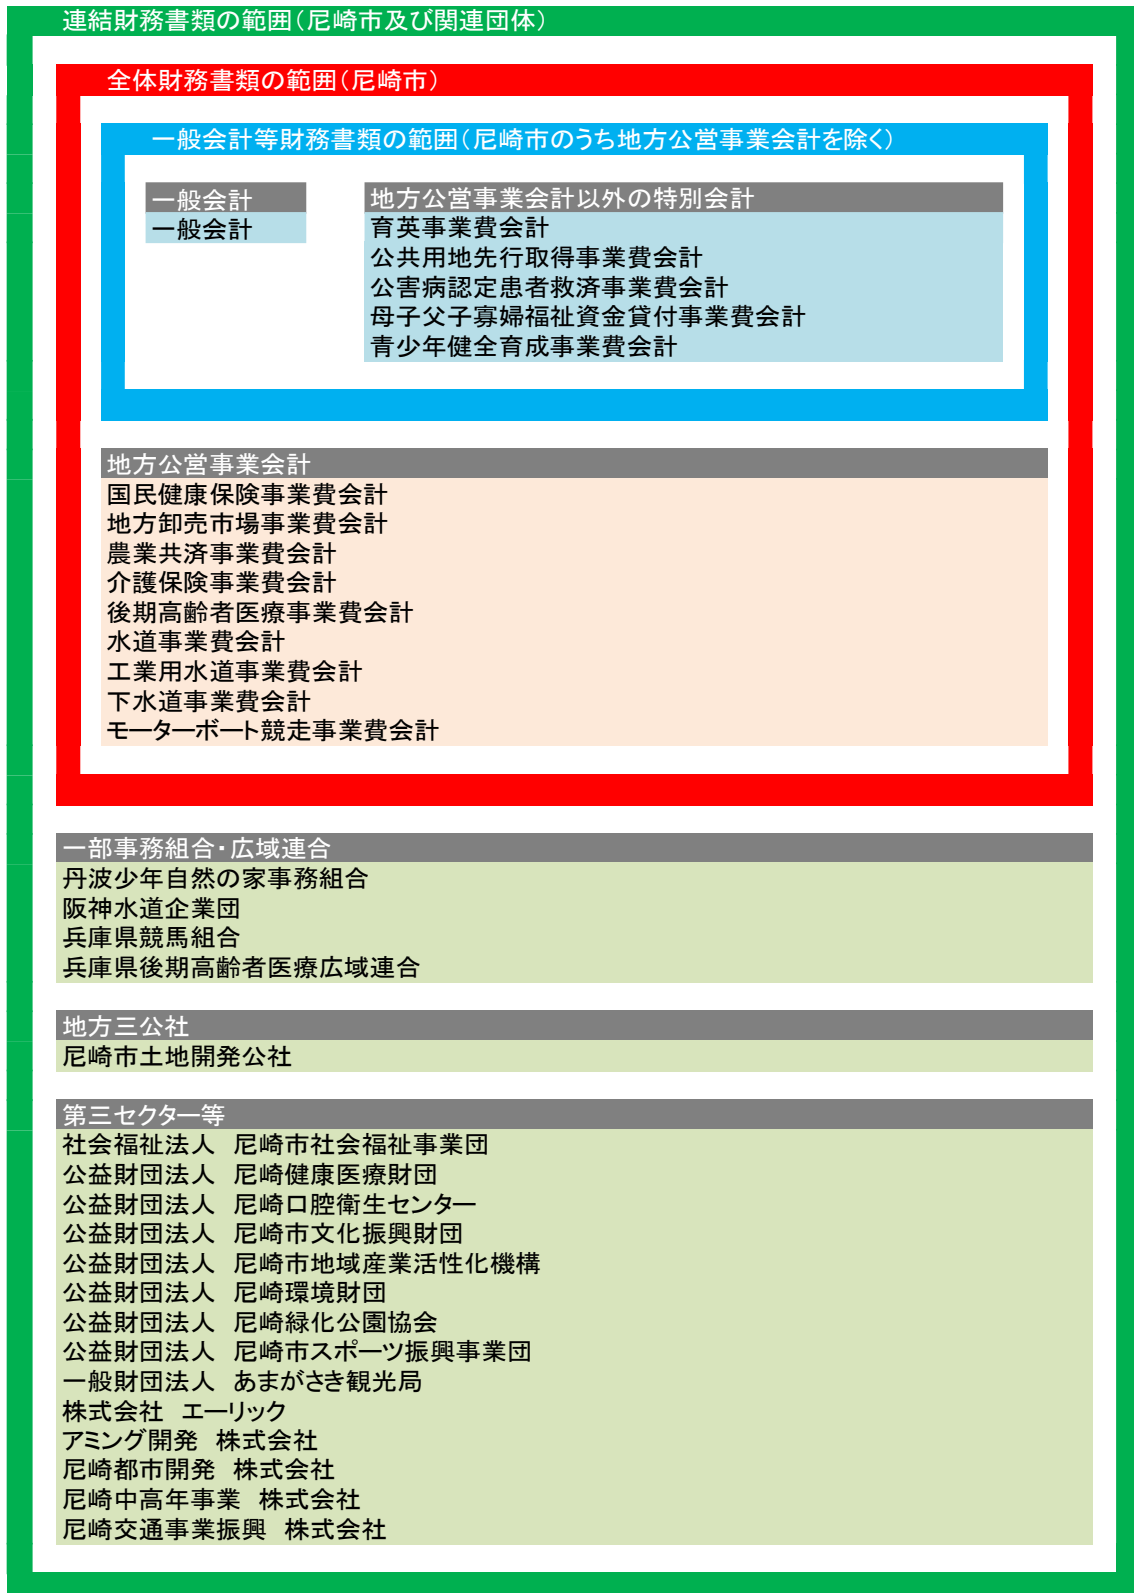 連結財務書類の範囲（尼崎市及び関連団体）
全体財務書類の範囲（尼崎市）
一般会計等財務書類の範囲（尼崎市のうち地方公営事業会計を除く）
一般会計
一般会計
地方公営事業会計以外の特別会計
育英事業費会計
公共用地先行取得事業費会計
公害病認定患者救済事業費会計
母子父子寡婦福祉資金貸付事業費会計
青少年健全育成事業費会計
地方公営事業会計
国民健康保険事業費会計
地方卸売市場事業費会計
農業共済事業費会計
介護保険事業費会計
後期高齢者医療事業費会計
水道事業費会計
工業用水道事業費会計
下水道事業費会計
モーターボート競走事業費会計
一部事務組合・広域連合
丹波少年自然の家事務組合
阪神水道企業団
兵庫県競馬組合
兵庫県後期高齢者医療広域連合
地方三公社
尼崎市土地開発公社
第三セクター等
社会福祉法人　尼崎市社会福祉事業団
公益財団法人　尼崎健康医療財団
公益財団法人　尼崎口腔衛生センター
公益財団法人　尼崎市文化振興財団
公益財団法人　尼崎市地域産業活性化機構
公益財団法人　尼崎環境財団
公益財団法人　尼崎緑化公園協会
公益財団法人　尼崎市スポーツ振興事業団
一般財団法人　あまがさき観光局
株式会社　エーリック
アミング開発　株式会社
尼崎都市開発　株式会社
尼崎中高年事業　株式会社
尼崎交通事業振興　株式会社